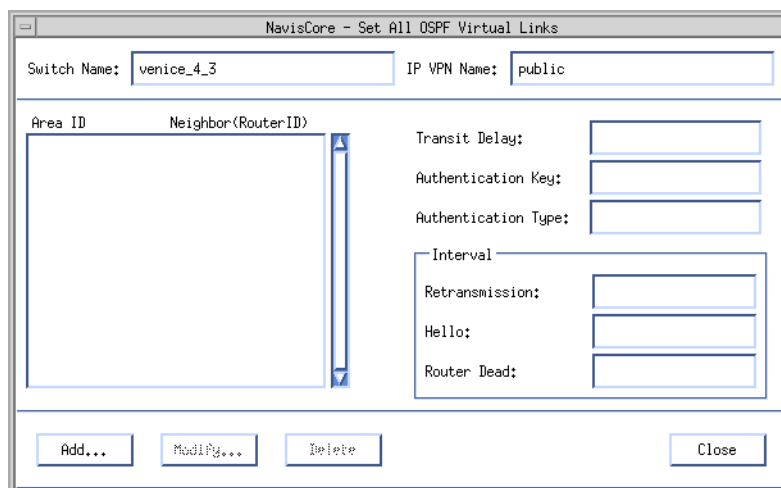 NavisCore - Set All OSPF Virtual Links
Switch Name: venice_4_3 IP VPN Name: public
Area ID Neighbor(RouterID)
Transit Delay:
Authentication Key:
Authentication Type:
Interval
Retransmission:
Hello:
Router Dead:
Add... Modify... Delete Close